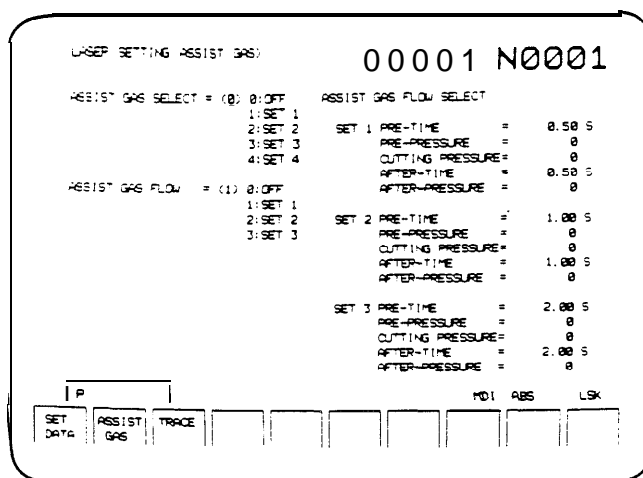 LASER SETTING ASSIST GAS) 00001 N0001
ASSIST GAS SELECT = (0) 0:OFF
1:SET 1
2:SET 2
3:SET 3
4:SET 4
ASSIST GAS FLOW = (1) 0:OFF
1:SET 1
2:SET 2
3:SET 3
ASSIST GAS FLOW SELECT
SET 1 PRE-TIME = 0.50 S
PRE-PRESSURE = 0
CUTTING PRESSURE= 0
AFTER-TIME = 0.50 S
AFTER-PRESSURE = 0
SET 2 PRE-TIME = 1.00 S
PRE-PRESSURE = 0
CUTTING PRESSURE= 0
AFTER-TIME = 1.00 S
AFTER-PRESSURE = 0
SET 3 PRE-TIME = 2.00 S
PRE-PRESSURE = 0
CUTTING PRESSURE= 0
AFTER-TIME = 2.00 S
AFTER-PRESSURE = 0
P
MDI ABS LSK
SET DATA
ASSIST GAS
TRACE